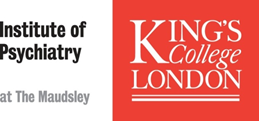 Institute of
Psychiatry
at The Maudsley
KING'S
College
LONDON